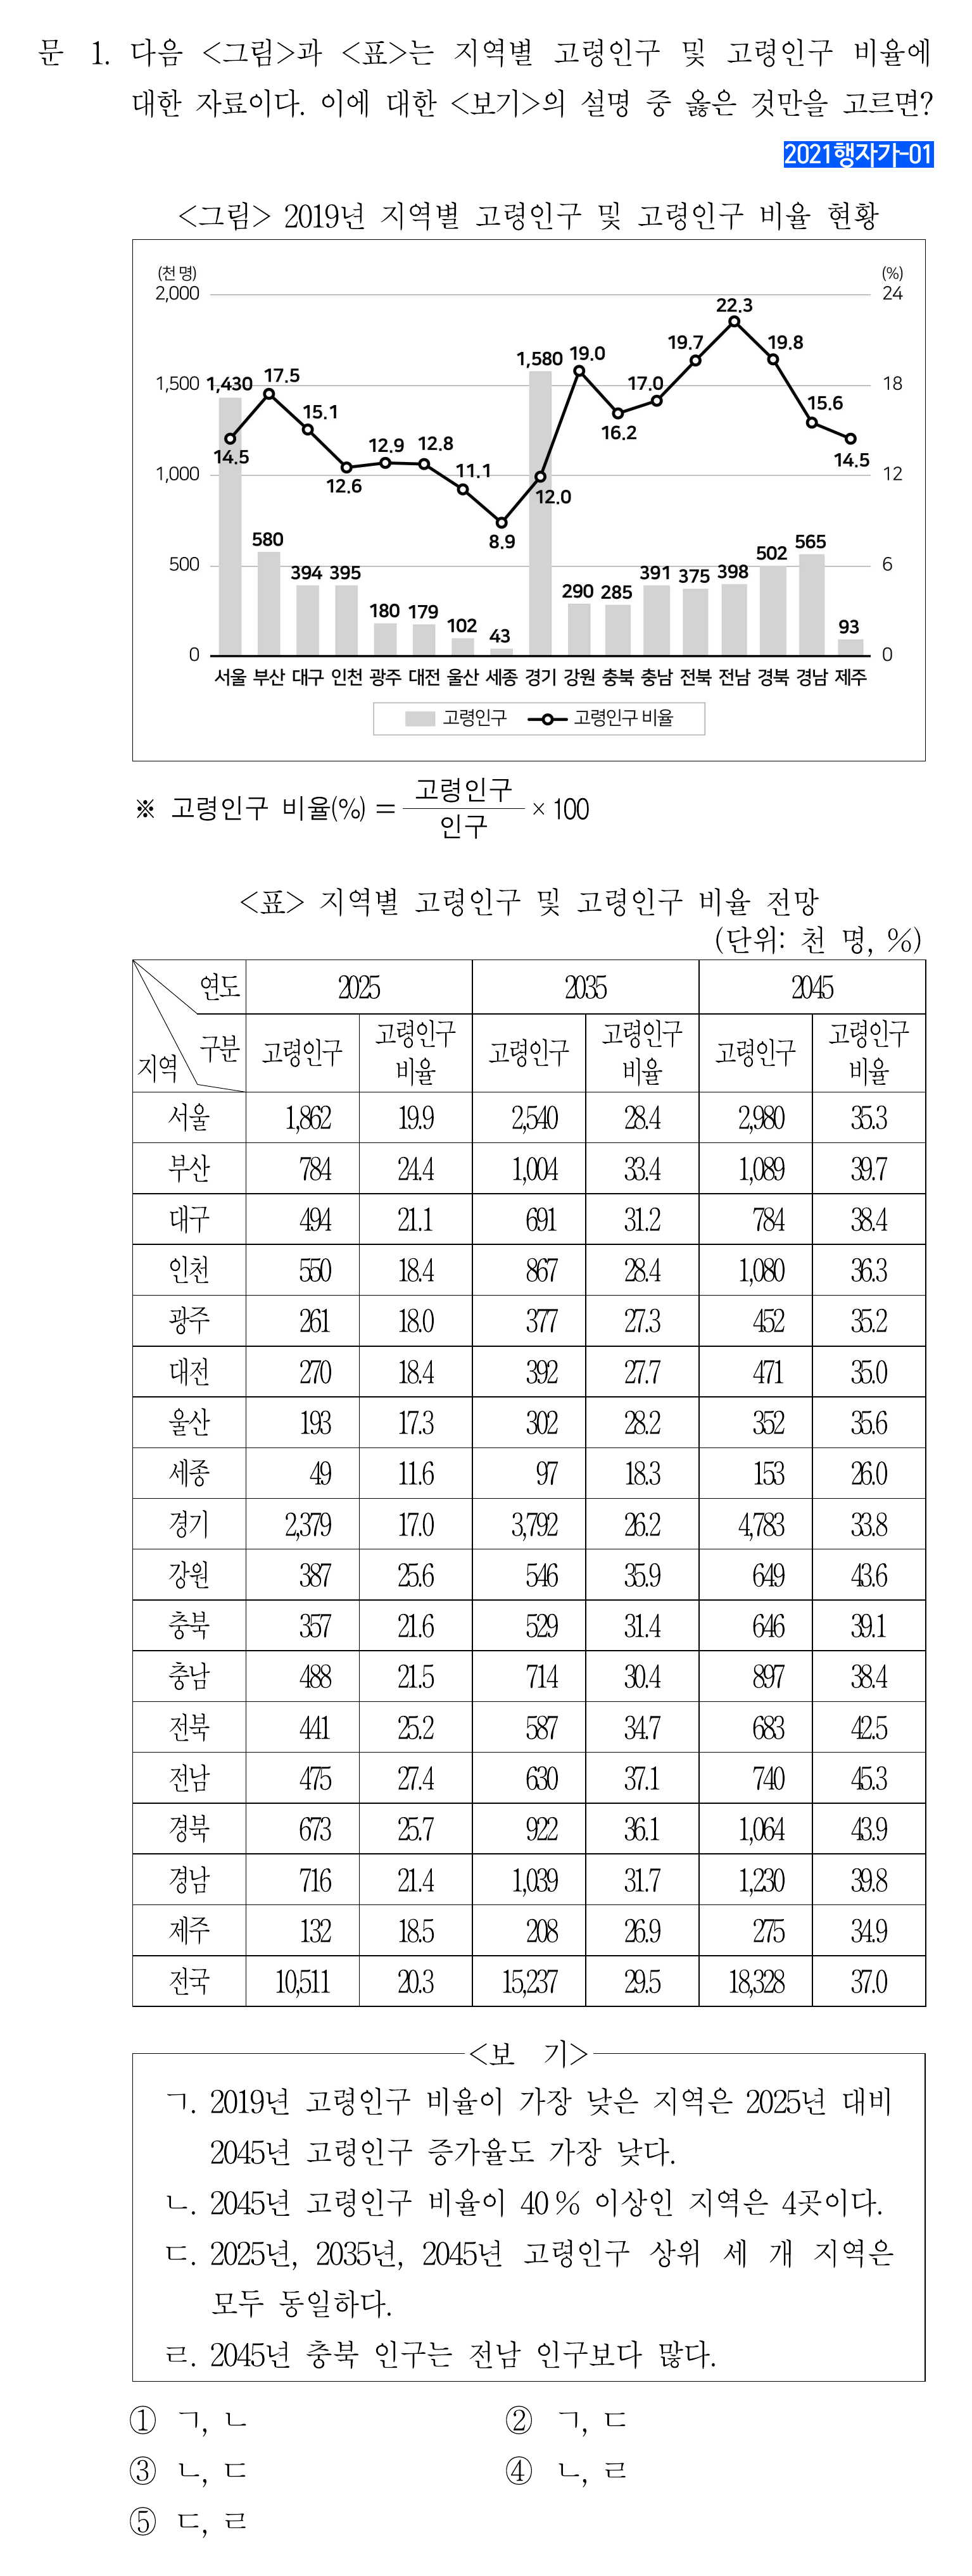 문 1. 다음 <그림>과 <표>는 지역별 고령인구 및 고령인구 비율에
대한 자료이다. 이에 대한 <보기>의 설명 중 옳은 것만을 고르면?
2021행자가-01
<그림> 2019년 지역별 고령인구 및 고령인구 비율 현황
(천 명) (%)
2,000 24
1,500 18
1,000 12
500 6
0 0
14.5 17.5 15.1 12.6 12.9 12.8 11.1 8.9 12.0 19.0 16.2 17.0 19.7 22.3 19.8 15.6 14.5
1,430 580 394 395 180 179 102 43 1,580 290 285 391 375 398 502 565 93
서울 부산 대구 인천 광주 대전 울산 세종 경기 강원 충북 충남 전북 전남 경북 경남 제주
고령인구 고령인구 비율
※ 고령인구 비율(%) = 고령인구
인구 × 100
<표> 지역별 고령인구 및 고령인구 비율 전망
(단위: 천 명, %)
연도 2025 2035 2045
구분 지역 고령인구 고령인구 비율 고령인구 고령인구 비율 고령인구 고령인구 비율
서울 1,862 19.9 2,540 28.4 2,980 35.3
부산 784 24.4 1,004 33.4 1,089 39.7
대구 494 21.1 691 31.2 784 38.4
인천 550 18.4 867 28.4 1,080 36.3
광주 261 18.0 377 27.3 452 35.2
대전 270 18.4 392 27.7 471 35.0
울산 193 17.3 302 28.2 352 35.6
세종 49 11.6 97 18.3 153 26.0
경기 2,379 17.0 3,792 26.2 4,783 33.8
강원 387 25.6 546 35.9 649 43.6
충북 357 21.6 529 31.4 646 39.1
충남 488 21.5 714 30.4 897 38.4
전북 441 25.2 587 34.7 683 42.5
전남 475 27.4 630 37.1 740 45.3
경북 673 25.7 922 36.1 1,064 43.9
경남 716 21.4 1,039 31.7 1,230 39.8
제주 132 18.5 208 26.9 275 34.9
전국 10,511 20.3 15,237 29.5 18,328 37.0
<보 기>
ㄱ. 2019년 고령인구 비율이 가장 낮은 지역은 2025년 대비
2045년 고령인구 증가율도 가장 낮다.
ㄴ. 2045년 고령인구 비율이 40 % 이상인 지역은 4곳이다.
ㄷ. 2025년, 2035년, 2045년 고령인구 상위 세 개 지역은
모두 동일하다.
ㄹ. 2045년 충북 인구는 전남 인구보다 많다.
① ㄱ, ㄴ ② ㄱ, ㄷ
③ ㄴ, ㄷ ④ ㄴ, ㄹ
⑤ ㄷ, ㄹ